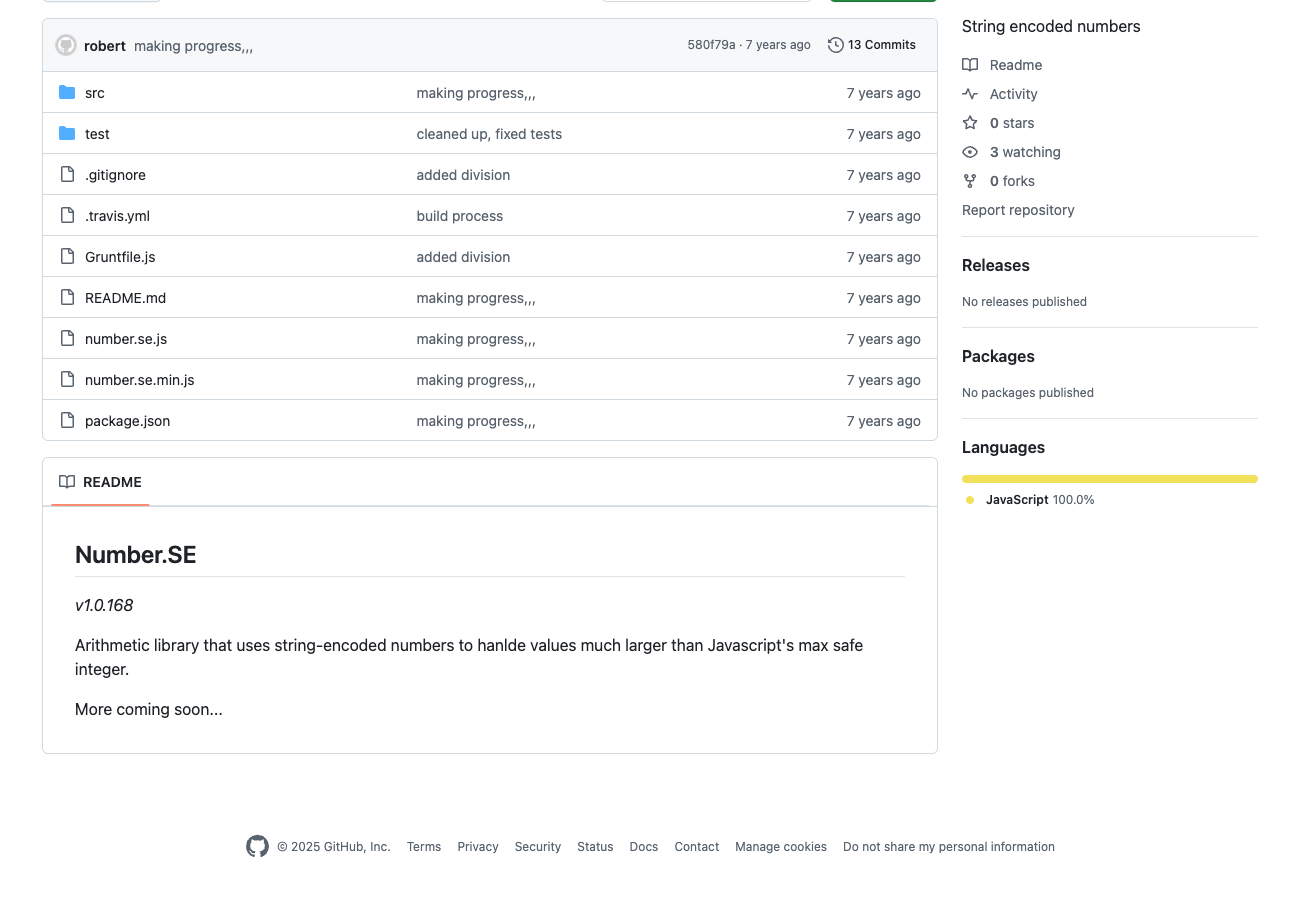 robert making progress,,, 580f79a · 7 years ago 13 Commits
src making progress,,, 7 years ago
test cleaned up, fixed tests 7 years ago
.gitignore added division 7 years ago
.travis.yml build process 7 years ago
Gruntfile.js added division 7 years ago
README.md making progress,,, 7 years ago
number.se.js making progress,,, 7 years ago
number.se.min.js making progress,,, 7 years ago
package.json making progress,,, 7 years ago
README
Number.SE
v1.0.168
Arithmetic library that uses string-encoded numbers to hanlde values much larger than Javascript's max safe
integer.
More coming soon...
String encoded numbers
Readme
Activity
0 stars
3 watching
0 forks
Report repository
Releases
No releases published
Packages
No packages published
Languages
JavaScript 100.0%
© 2025 GitHub, Inc. Terms Privacy Security Status Docs Contact Manage cookies Do not share my personal information